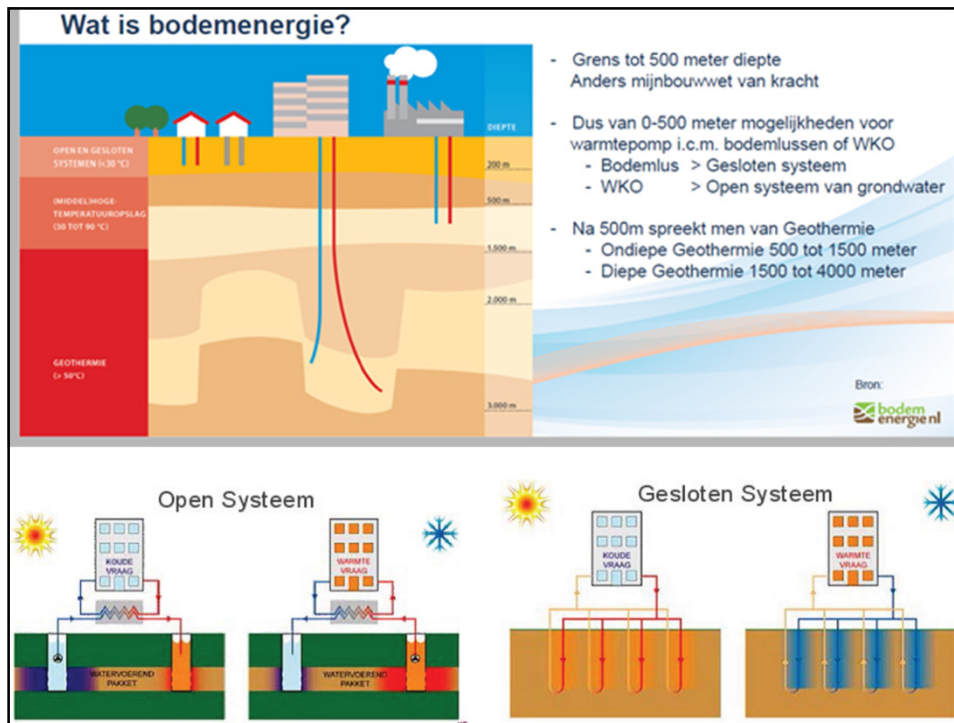 Wat is bodemenergie?
DIEPTE
OPEN EN GESLOTEN
SYSTEMEN (<30 °C)
200 m
(MIDDEL)HOGE-
TEMPERATUUROPSLAG
(30 TOT 90 °C)
500 m
1.500 m
2.000 m
GEOTHERMIE
(> 50°C)
3.000 m
- Grens tot 500 meter diepte
Anders mijnbouwwet van kracht
- Dus van 0-500 meter mogelijkheden voor
warmtepomp i.c.m. bodemlussen of WKO
- Bodemlus > Gesloten systeem
- WKO > Open systeem van grondwater
- Na 500m spreekt men van Geothermie
- Ondiepe Geothermie 500 tot 1500 meter
- Diepe Geothermie 1500 tot 4000 meter
Bron:
bodem
energie nl
Open Systeem
KOUDE
VRAAG
WARMTE
VRAAG
WATERVOEREND
PAKKET
WATERVOEREND
PAKKET
Gesloten Systeem
KOUDE
VRAAG
WARMTE
VRAAG